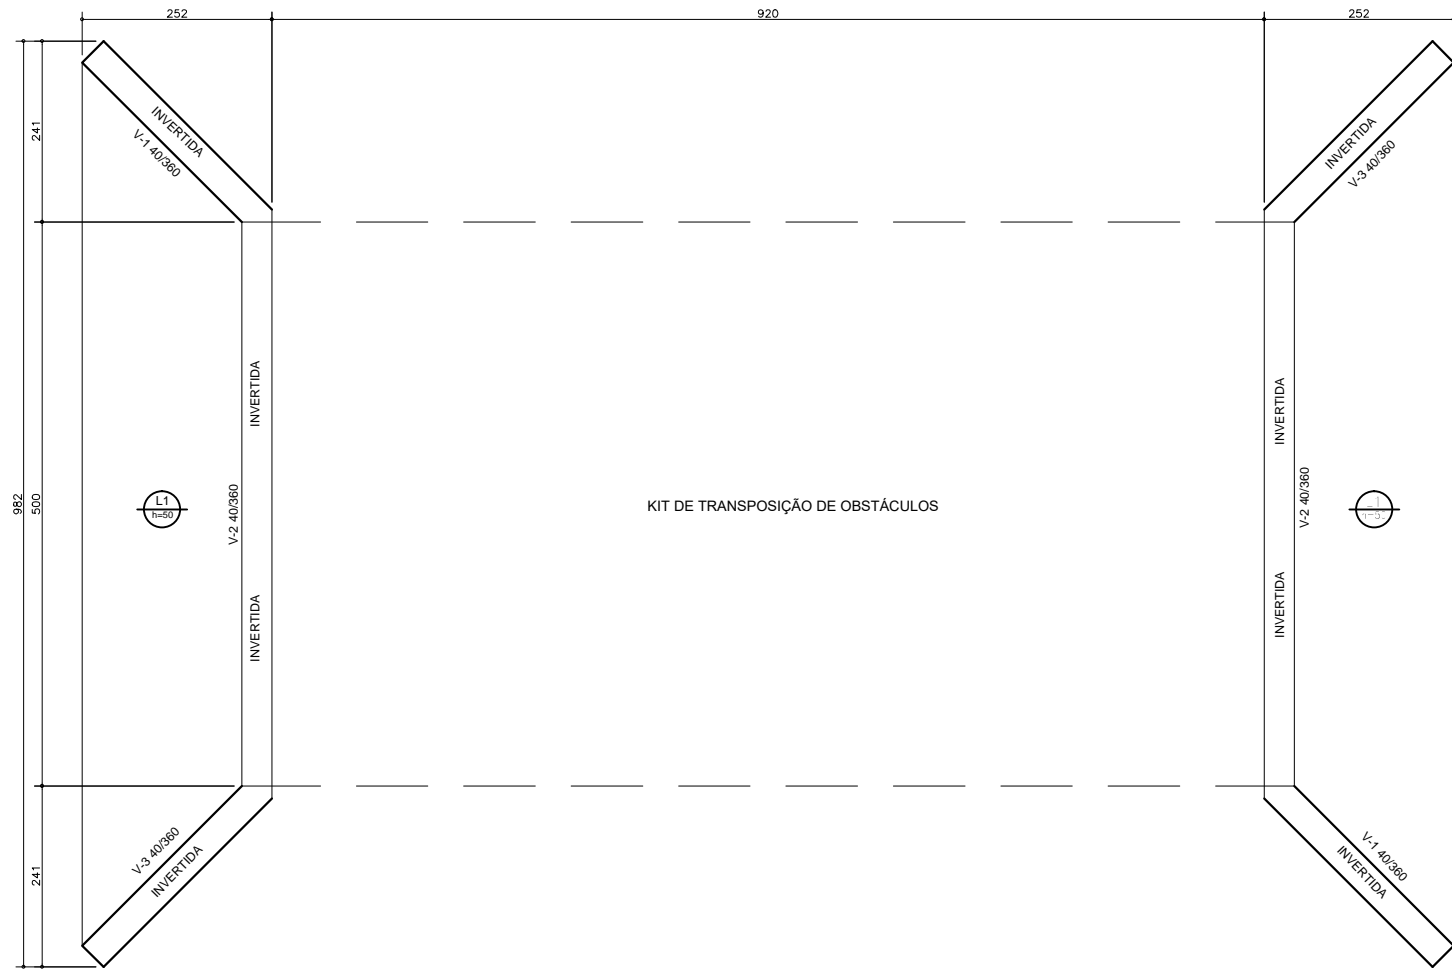 252
920
252
241
INVERTIDA
V-1 40/360
INVERTIDA
V-3 40/360
982
500
L1
h=50
V-2 40/360
INVERTIDA
INVERTIDA
KIT DE TRANSPOSIÇÃO DE OBSTÁCULOS
INVERTIDA
INVERTIDA
V-2 40/360
241
V-3 40/360
INVERTIDA
V-1 40/360
INVERTIDA